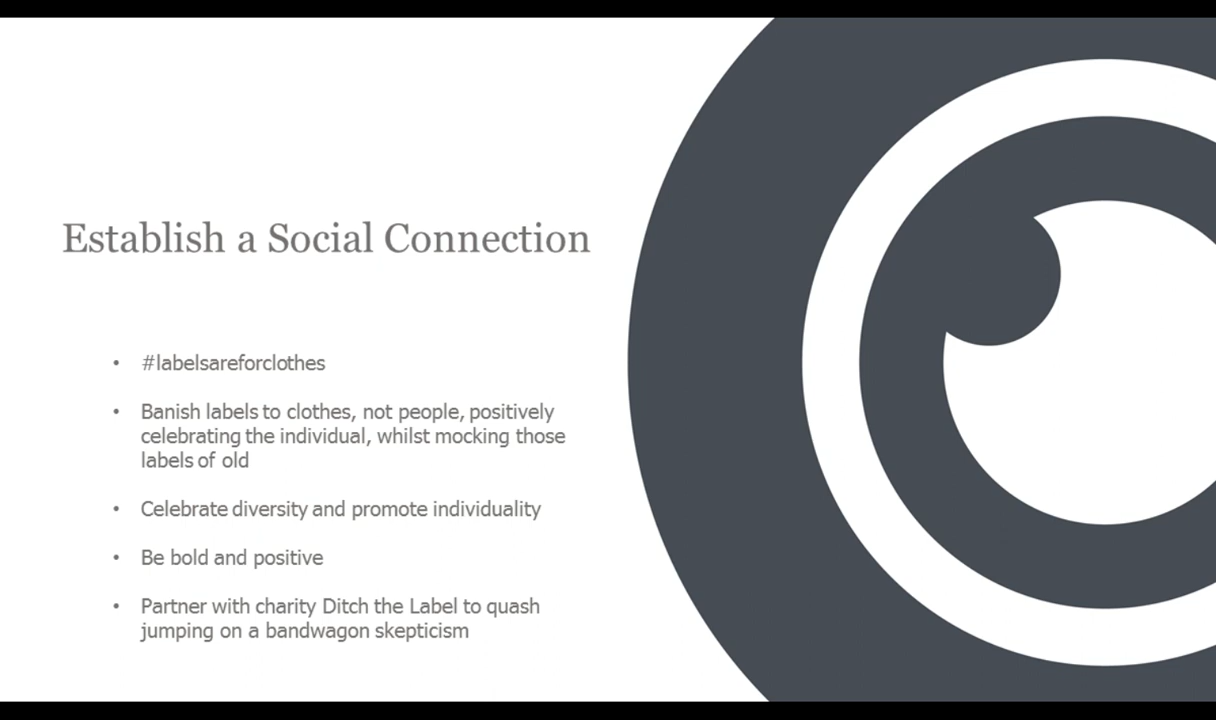 Establish a Social Connection
• #labelsareforclothes
• Banish labels to clothes, not people, positively
celebrating the individual, whilst mocking those
labels of old
• Celebrate diversity and promote individuality
• Be bold and positive
• Partner with charity Ditch the Label to quash
jumping on a bandwagon skepticism